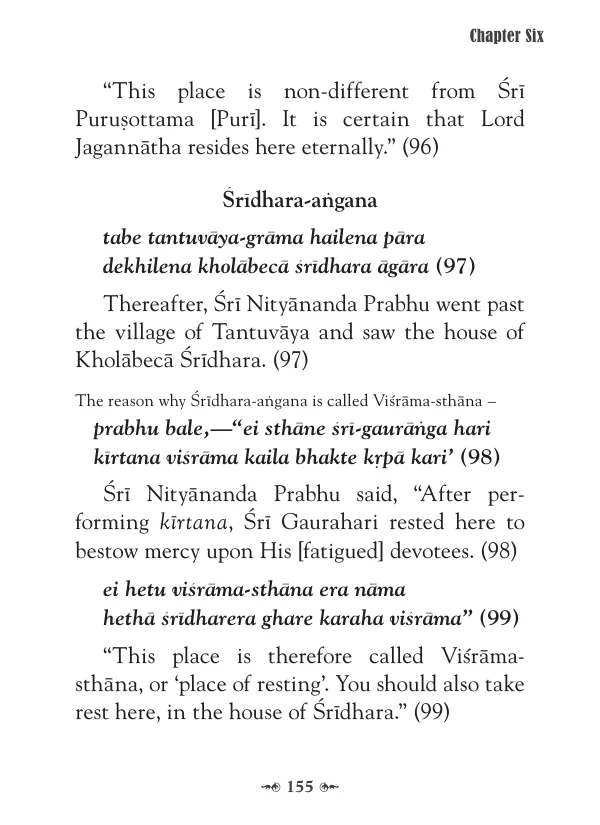 Chapter Six
“This place is non-different from Śrī
Puruṣottama [Purī]. It is certain that Lord
Jagannātha resides here eternally.” (96)
Śrīdhara-aṅgana
tabe tantuvāya-grāma hailena pāra
dekhilena kholābecā śrīdhara āgāra (97)
Thereafter, Śrī Nityānanda Prabhu went past
the village of Tantuvāya and saw the house of
Kholābecā Śrīdhara. (97)
The reason why Śrīdhara-aṅgana is called Viśrāma-sthāna –
prabhu bale,—“ei sthāne śrī-gaurāṅga hari
kīrtana viśrāma kaila bhakte kṛpā kari’ (98)
Śrī Nityānanda Prabhu said, “After per-
forming kīrtana, Śrī Gaurahari rested here to
bestow mercy upon His [fatigued] devotees. (98)
ei hetu viśrāma-sthāna era nāma
hethā śrīdharera ghare karaha viśrāma” (99)
“This place is therefore called Viśrāma-
sthāna, or ‘place of resting’. You should also take
rest here, in the house of Śrīdhara.” (99)
155